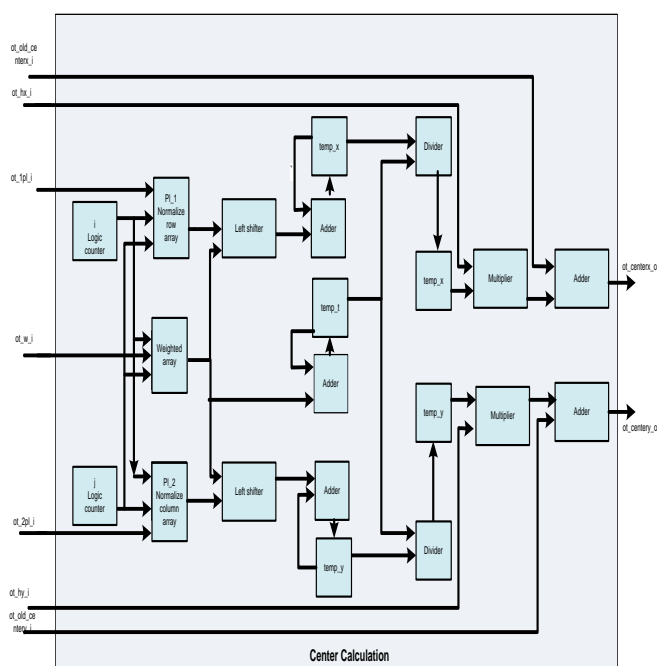 ot_old_ce
nterx_i
ot_hx_i
temp_x
Divider
ot_1pl_i
Pl_1
Normalize
row
array
i
Logic
counter
Left shifter
Adder
temp_x
Multiplier
Adder
ot_centerx_o
temp_t
ot_w_i
Weighted
array
Adder
temp_y
Multiplier
Adder
ot_centery_o
j
Logic
counter
Pl_2
Normalize
column
array
Left shifter
Adder
ot_2pl_i
Divider
temp_y
ot_hy_i
ot_old_ce
ntery_i
Center Calculation